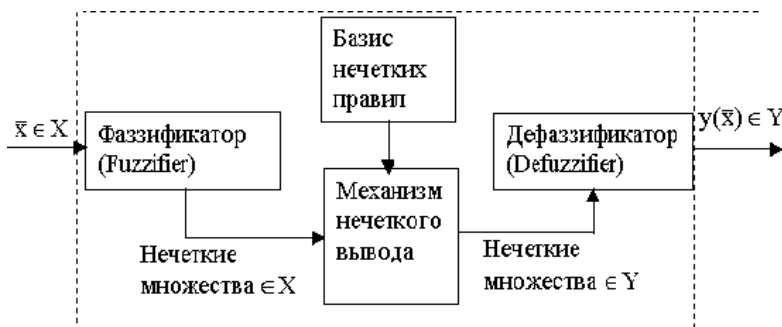 Базис
нечетких
правил
x̅ ∈ X
Фаззификатор
(Fuzzifier)
Дефаззификатор
(Defuzzifier)
y(x̅) ∈ Y
Механизм
нечеткого
вывода
Нечеткие
множества ∈ X
Нечеткие
множества ∈ Y